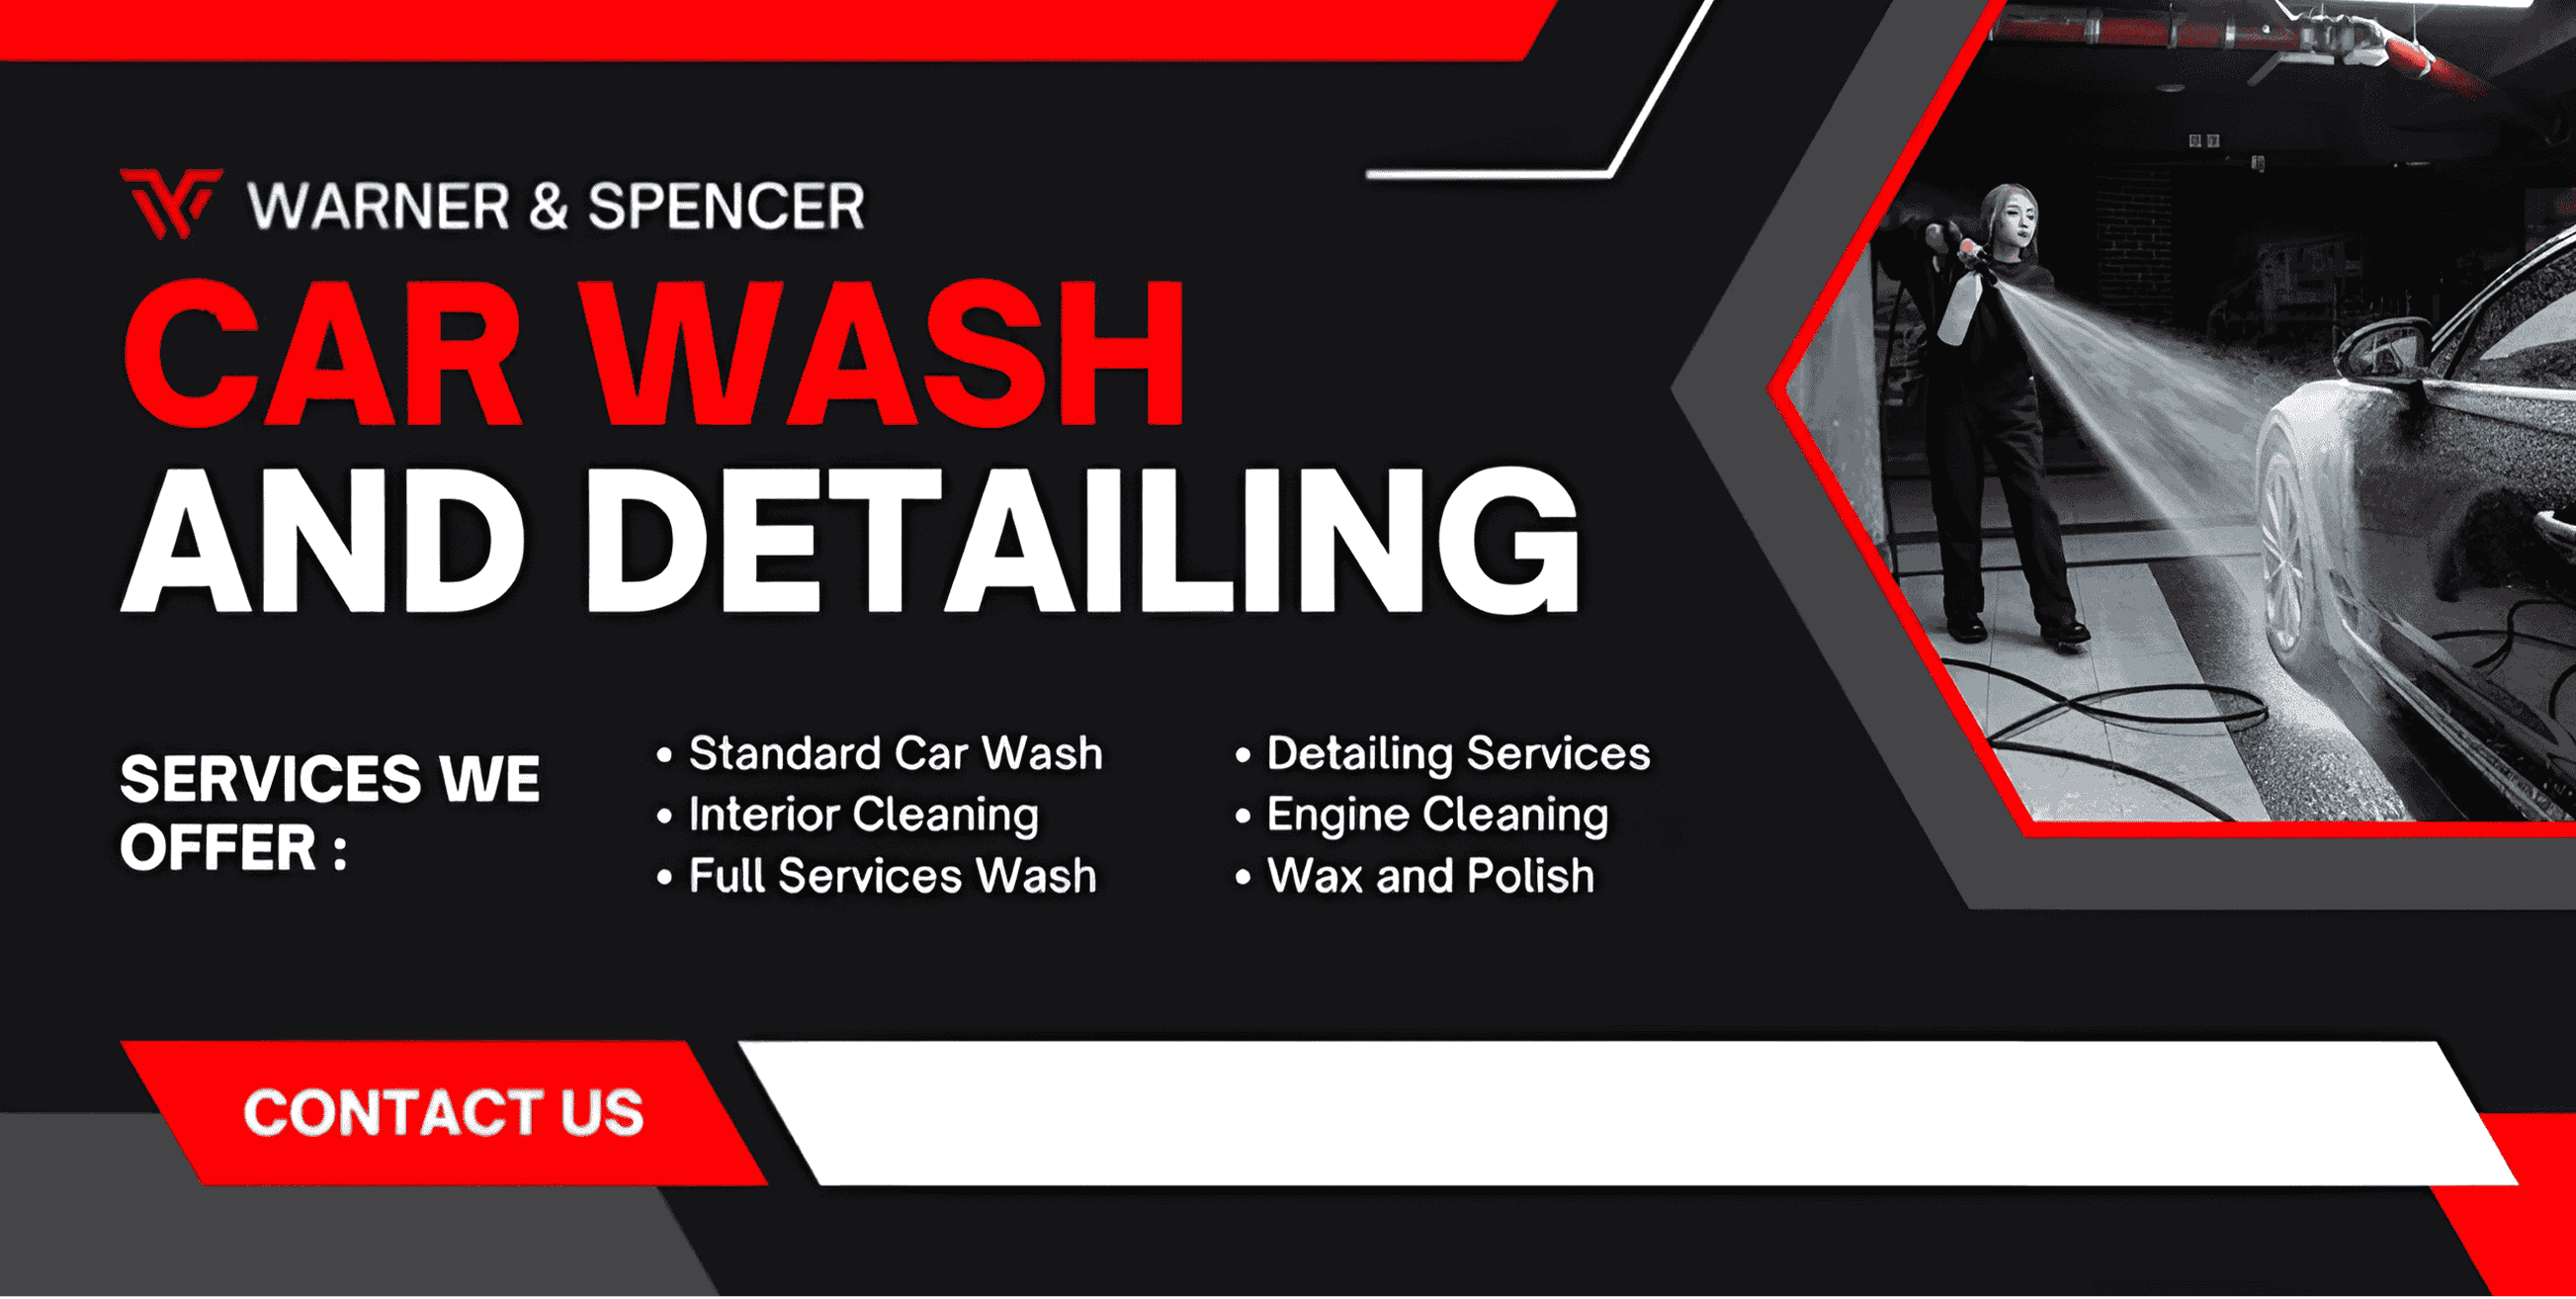 WARNER & SPENCER
CAR WASH
AND DETAILING
SERVICES WE
OFFER :
• Standard Car Wash
• Interior Cleaning
• Full Services Wash
• Detailing Services
• Engine Cleaning
• Wax and Polish
CONTACT US